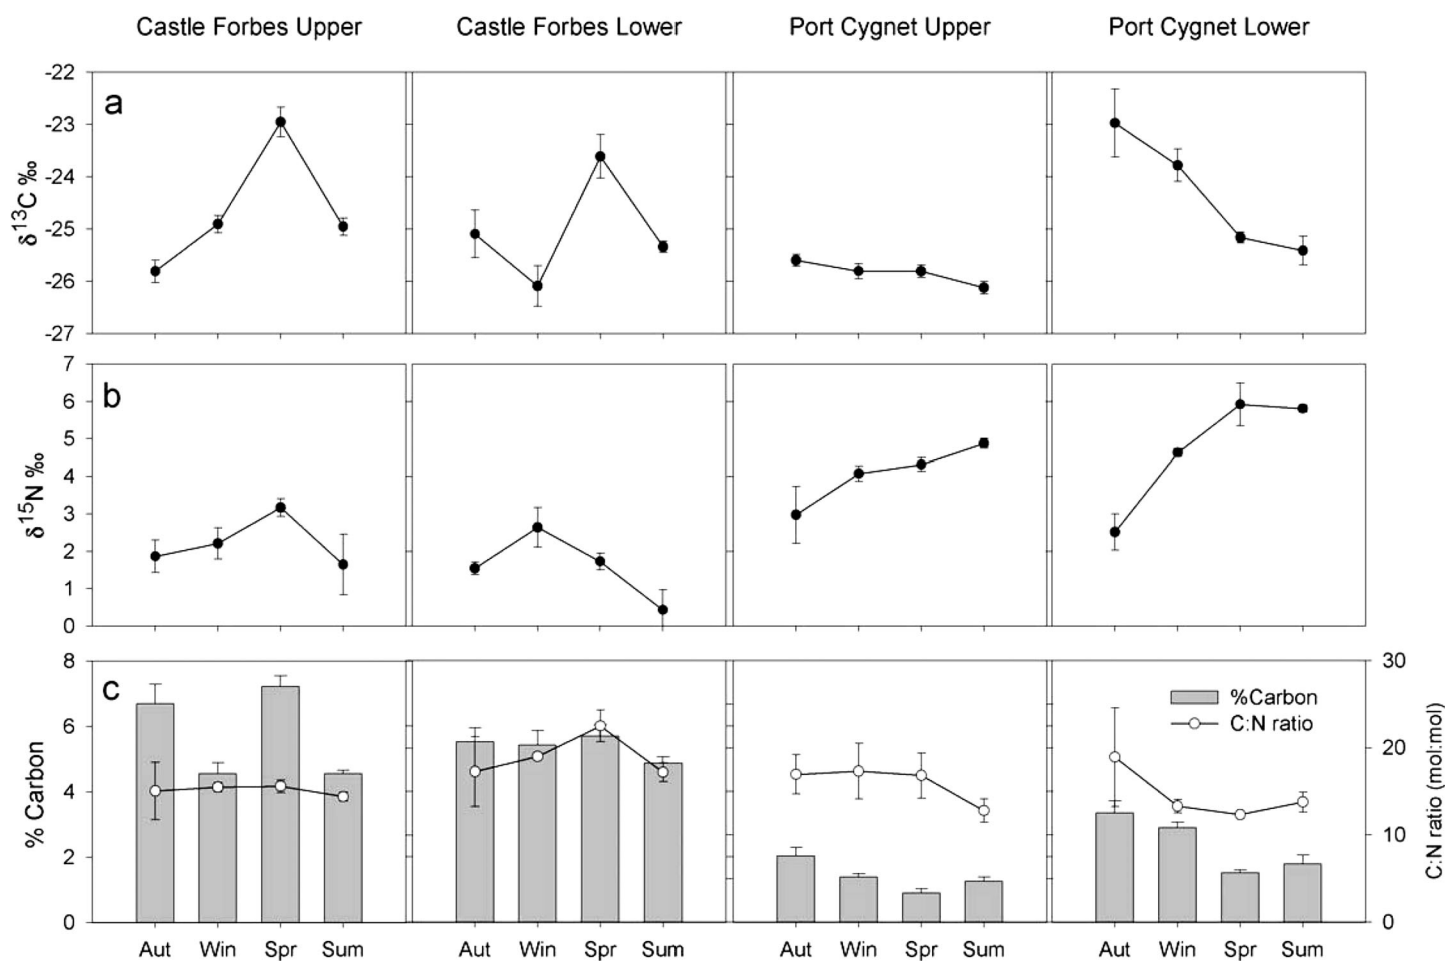 Castle Forbes Upper Castle Forbes Lower Port Cygnet Upper Port Cygnet Lower
a
δ¹³C ‰
-22
-23
-24
-25
-26
-27
b
δ¹⁵N ‰
7
6
5
4
3
2
1
0
c
% Carbon
8
6
4
2
0
%Carbon
C:N ratio
30
20
10
0
C:N ratio (mol:mol)
Aut Win Spr Sum Aut Win Spr Sum Aut Win Spr Sum Aut Win Spr Sum